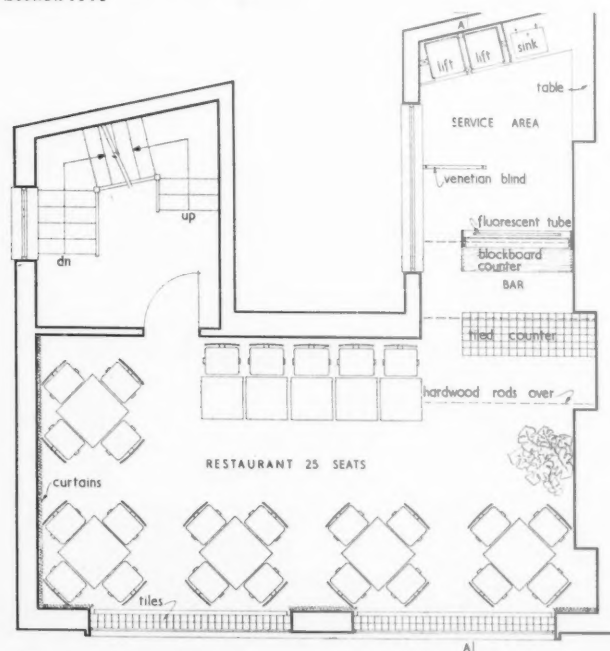 A
lift
lift
sink
table
SERVICE AREA
venetian blind
up
dn
fluorescent tube
blockboard
counter
BAR
tiled counter
hardwood rods over
RESTAURANT 25 SEATS
curtains
tiles
A